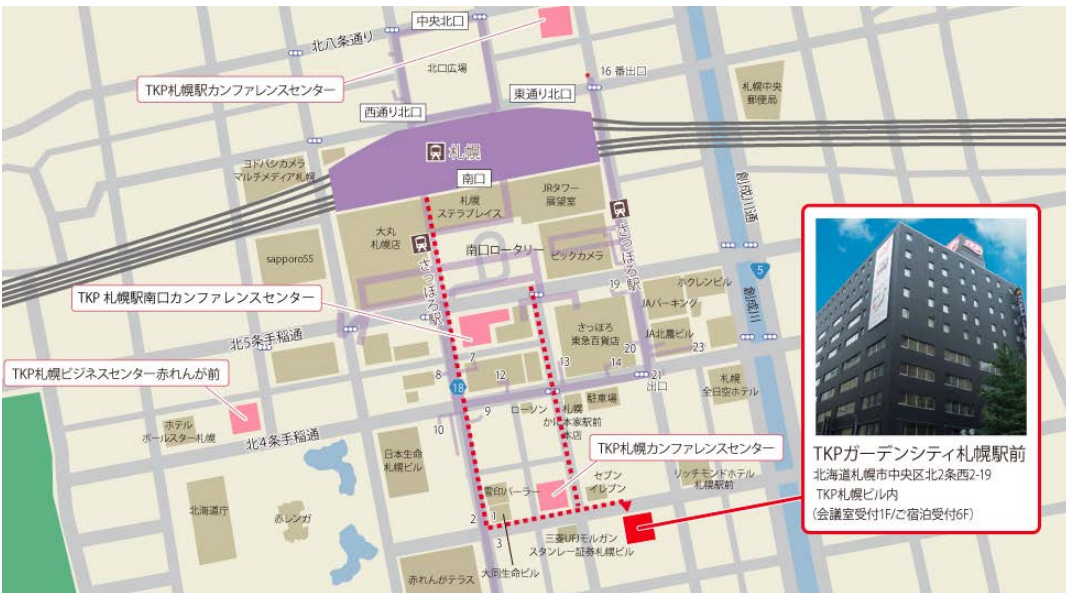 中央北口
北八条通り
北口広場
16 番出口
TKP札幌駅カンファレンスセンター
札幌中央
郵便局
東通り北口
西通り北口
札幌
ヨドバシカメラ
マルチメディア札幌
南口
JRタワー
展望室
札幌
ステラプレイス
創成川通
大丸
札幌店
さっぽろ駅
さっぽろ駅
南口ロータリー
ビックカメラ
sapporo55
5
ホクレンビル
19
創成川
TKP 札幌駅南口カンファレンスセンター
JAパーキング
さっぽろ
東急百貨店
JA北農ビル
北5条手稲通
20
23
7
13
14
TKP札幌ビジネスセンター赤れんが前
8
12
21
出口
18
札幌
全日空ホテル
駐車場
9
ローソン
札幌
かに本家駅前
本店
ホテル
ポールスター札幌
10
北4条手稲通
TKP札幌カンファレンスセンター
日本生命
札幌ビル
セブン
イレブン
リッチモンドホテル
札幌駅前
雪印パーラー
北海道庁
赤レンガ
2
1
3
三菱UFJモルガン
スタンレー証券札幌ビル
大同生命ビル
赤れんがテラス
TKP
TKPガーデンシティ札幌駅前
北海道札幌市中央区北2条西2-19
TKP札幌ビル内
(会議室受付1F/ご宿泊受付6F)